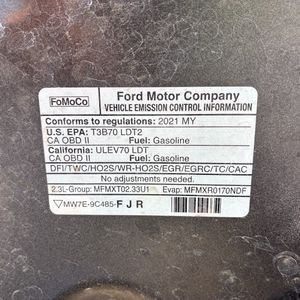 FoMoCo
Ford Motor Company
VEHICLE EMISSION CONTROL INFORMATION
Conforms to regulations: 2021 MY
U.S. EPA: T3B70 LDT2
CA OBD II Fuel: Gasoline
California: ULEV70 LDT
CA OBD II Fuel: Gasoline
DFI/TWC/HO2S/WR-HO2S/EGR/EGRC/TC/CAC
No adjustments needed.
2.3L-Group: MFMXT02.33U1 Evap: MFMXR0170NDF
MW7E-9C485-FJR